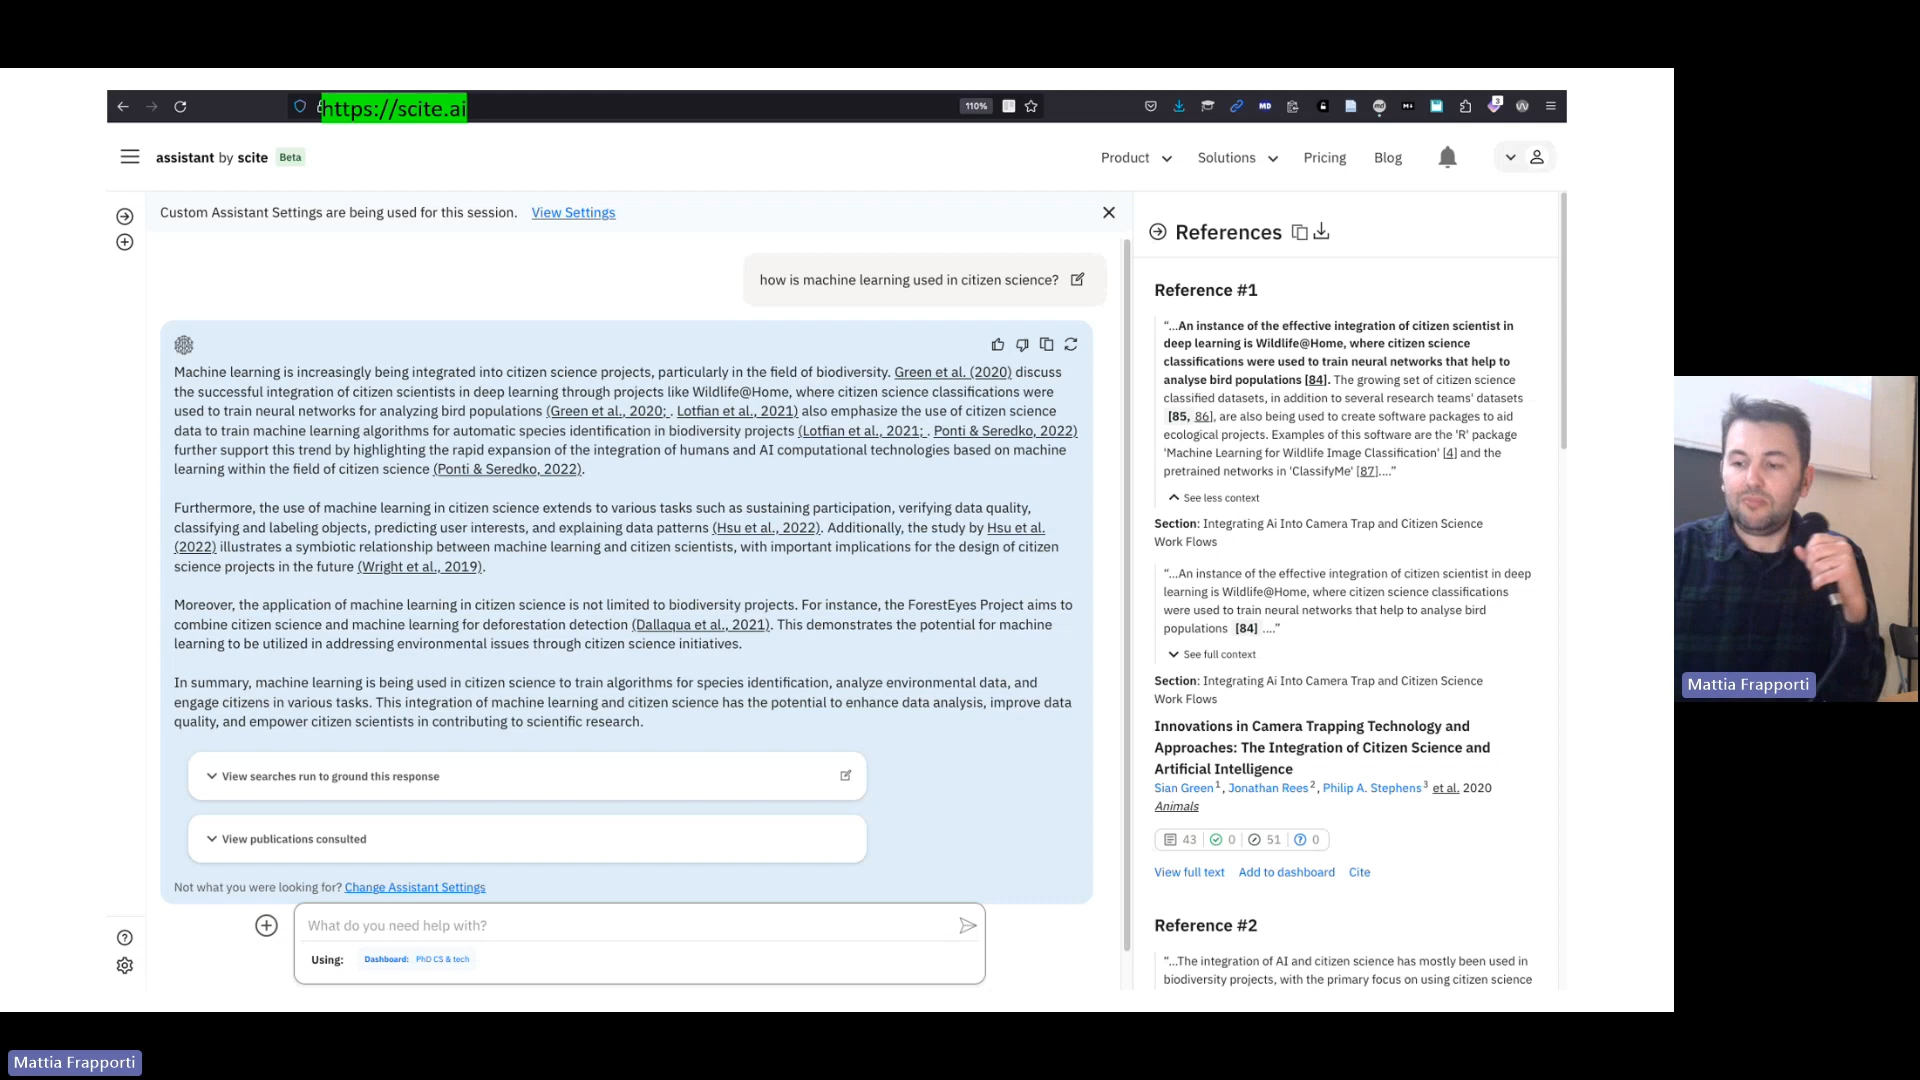 https://scite.ai
110%
3
assistant by scite Beta
Product
Solutions
Pricing
Blog
Custom Assistant Settings are being used for this session. View Settings
how is machine learning used in citizen science?
Machine learning is increasingly being integrated into citizen science projects, particularly in the field of biodiversity. Green et al. (2020) discuss
the successful integration of citizen scientists in deep learning through projects like Wildlife@Home, where citizen science classifications were
used to train neural networks for analyzing bird populations (Green et al., 2020; . Lotfian et al., 2021) also emphasize the use of citizen science
data to train machine learning algorithms for automatic species identification in biodiversity projects (Lotfian et al., 2021; . Ponti & Seredko, 2022)
further support this trend by highlighting the rapid expansion of the integration of humans and AI computational technologies based on machine
learning within the field of citizen science (Ponti & Seredko, 2022).
Furthermore, the use of machine learning in citizen science extends to various tasks such as sustaining participation, verifying data quality,
classifying and labeling objects, predicting user interests, and explaining data patterns (Hsu et al., 2022). Additionally, the study by Hsu et al.
(2022) illustrates a symbiotic relationship between machine learning and citizen scientists, with important implications for the design of citizen
science projects in the future (Wright et al., 2019).
Moreover, the application of machine learning in citizen science is not limited to biodiversity projects. For instance, the ForestEyes Project aims to
combine citizen science and machine learning for deforestation detection (Dallaqua et al., 2021). This demonstrates the potential for machine
learning to be utilized in addressing environmental issues through citizen science initiatives.
In summary, machine learning is being used in citizen science to train algorithms for species identification, analyze environmental data, and
engage citizens in various tasks. This integration of machine learning and citizen science has the potential to enhance data analysis, improve data
quality, and empower citizen scientists in contributing to scientific research.
View searches run to ground this response
View publications consulted
Not what you were looking for? Change Assistant Settings
What do you need help with?
Using: Dashboard: PhD CS & tech
References
Reference #1
“...An instance of the effective integration of citizen scientist in
deep learning is Wildlife@Home, where citizen science
classifications were used to train neural networks that help to
analyse bird populations [84]. The growing set of citizen science
classified datasets, in addition to several research teams' datasets
[85, 86], are also being used to create software packages to aid
ecological projects. Examples of this software are the 'R' package
'Machine Learning for Wildlife Image Classification' [4] and the
pretrained networks in 'ClassifyMe' [87]....”
See less context
Section: Integrating Ai Into Camera Trap and Citizen Science
Work Flows
“...An instance of the effective integration of citizen scientist in deep
learning is Wildlife@Home, where citizen science classifications
were used to train neural networks that help to analyse bird
populations [84] ....”
See full context
Section: Integrating Ai Into Camera Trap and Citizen Science
Work Flows
Innovations in Camera Trapping Technology and
Approaches: The Integration of Citizen Science and
Artificial Intelligence
Sian Green1, Jonathan Rees2, Philip A. Stephens3 et al. 2020
Animals
43 0 51 0
View full text Add to dashboard Cite
Reference #2
“...The integration of AI and citizen science has mostly been used in
biodiversity projects, with the primary focus on using citizen science
Mattia Frapporti
Mattia Frapporti